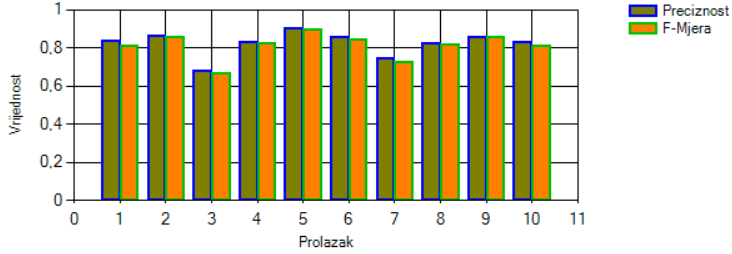 1
0,8
0,6
0,4
0,2
0
Vrijednost
0 1 2 3 4 5 6 7 8 9 10 11
Prolazak
Preciznost
F-Mjera